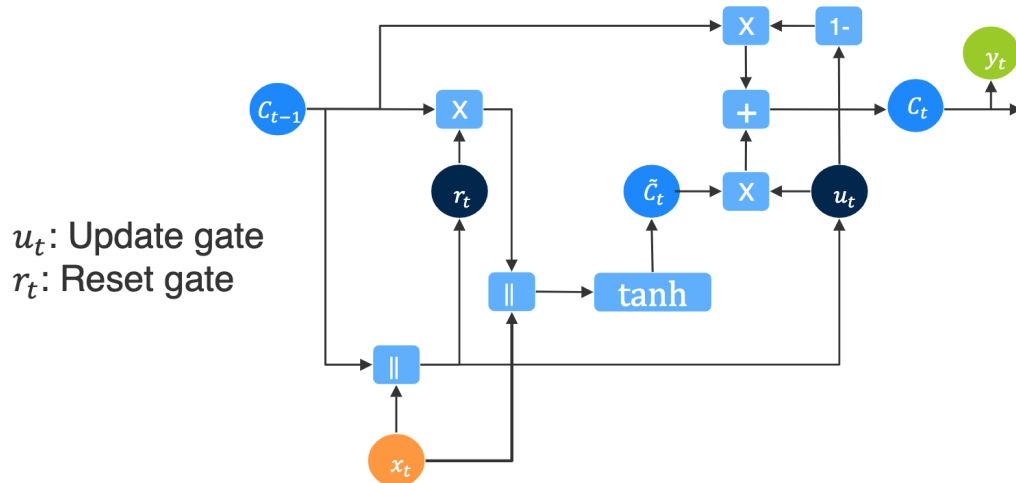 X
1-
y_t
C_{t-1}
X
+
C_t
r_t
C̃_t
X
u_t
u_t: Update gate
r_t: Reset gate
||
tanh
||
x_t